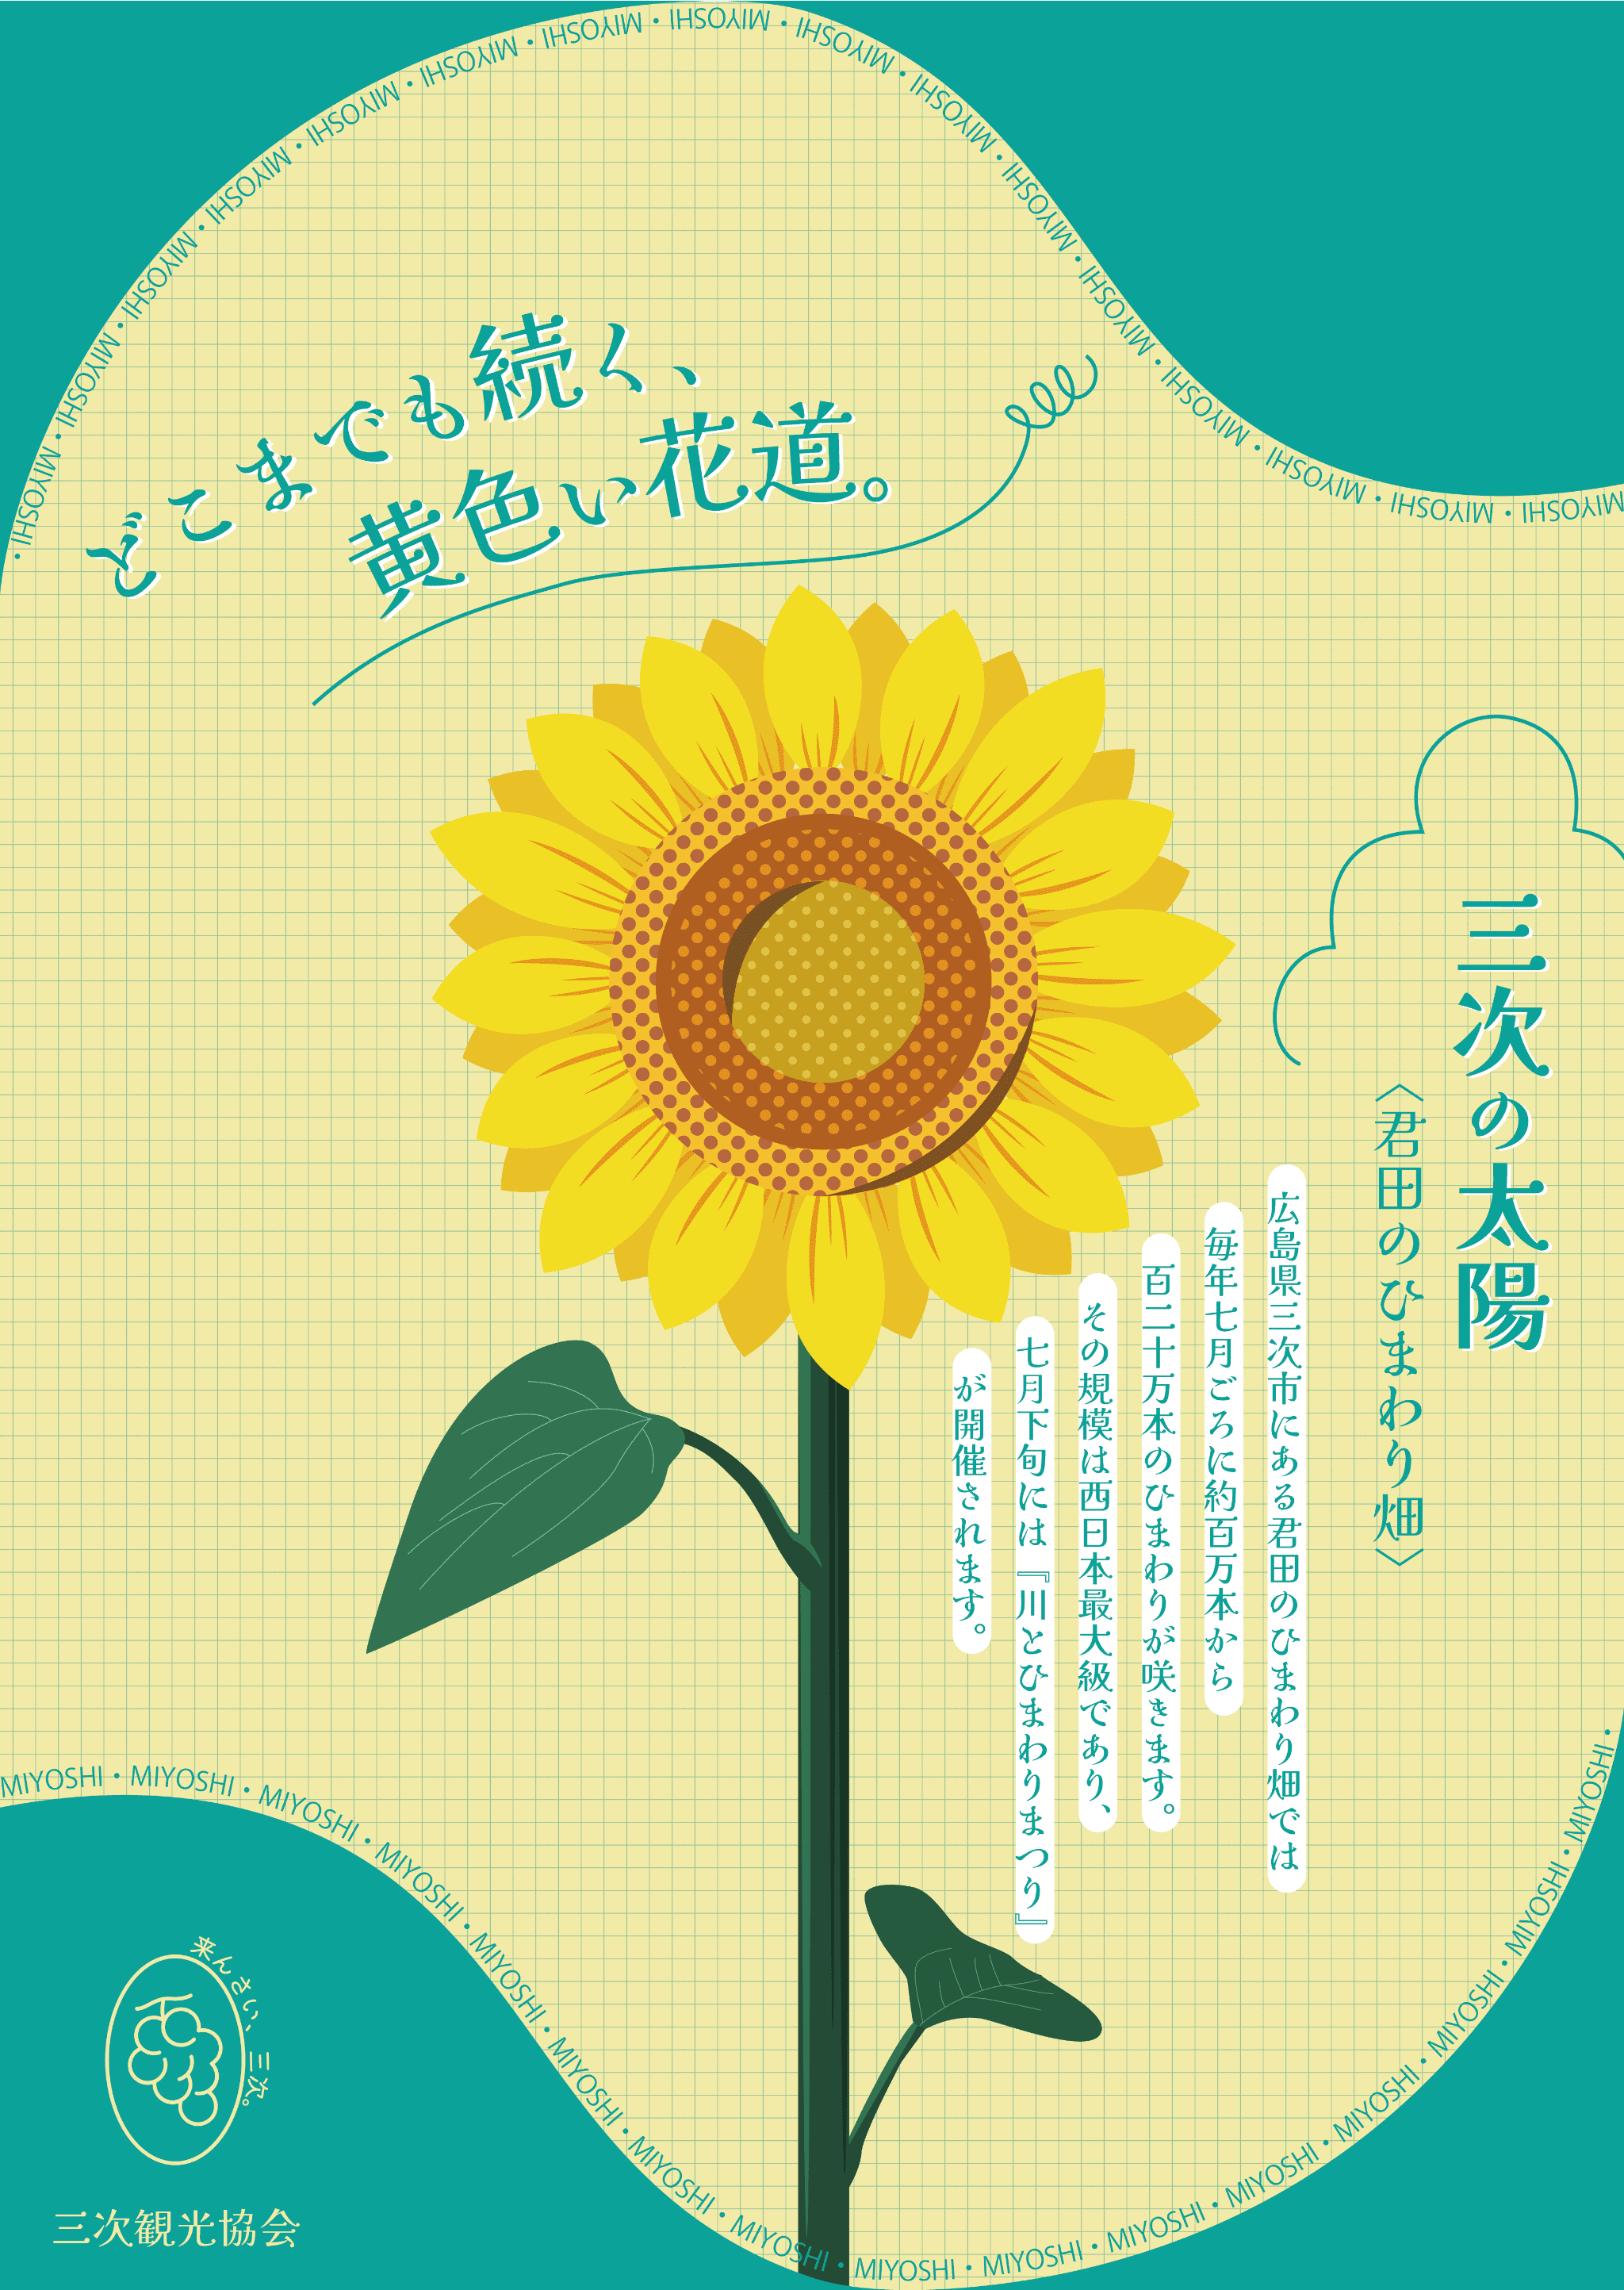 MIYOSHI・MIYOSHI・MIYOSHI・MIYOSHI・MIYOSHI・MIYOSHI・MIYOSHI・MIYOSHI・MIYOSHI・MIYOSHI・MIYOSHI・MIYOSHI・MIYOSHI・MIYOSHI・MIYOSHI・MIYOSHI・
どこまでも続く、
黄色い花道。
三次の太陽
〈君田のひまわり畑〉
広島県三次市にある君田のひまわり畑では
毎年七月ごろに約百万本から
百二十万本のひまわりが咲きます。
その規模は西日本最大級であり、
七月下旬には『川とひまわりまつり』
が開催されます。
MIYOSHI・MIYOSHI・MIYOSHI・MIYOSHI・MIYOSHI・MIYOSHI・MIYOSHI・MIYOSHI・MIYOSHI・MIYOSHI・MIYOSHI・MIYOSHI・MIYOSHI・MIYOSHI・MIYOSHI・MIYOSHI・
来んさい、三次。
三次観光協会